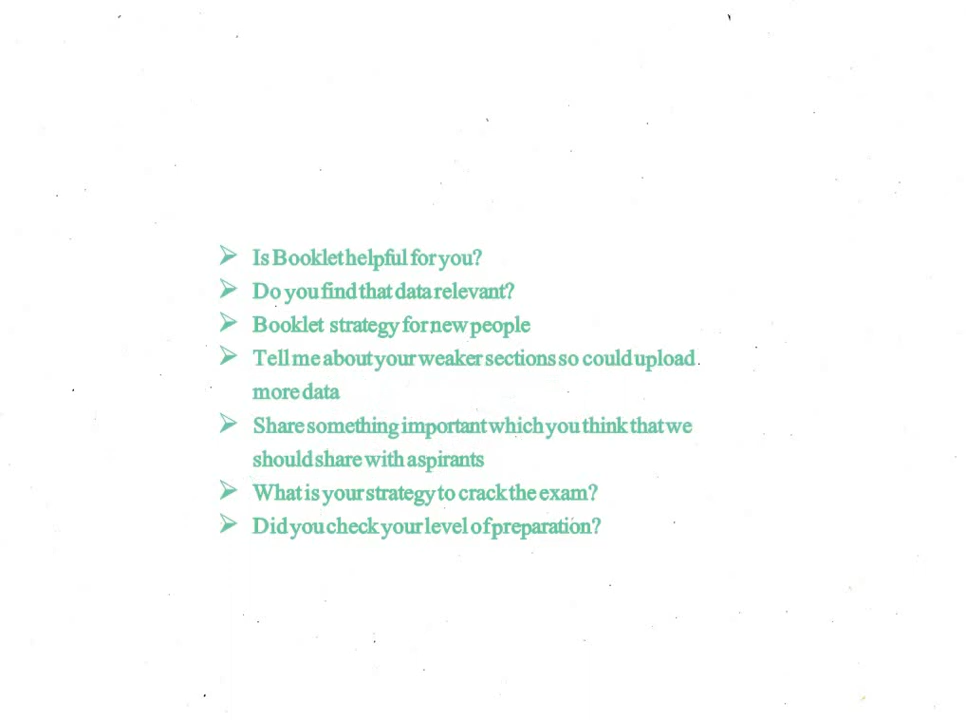 ➢ Is Booklet helpful for you?
➢ Do you find that data relevant?
➢ Booklet strategy for new people
➢ Tell me about your weaker sections so could upload
more data
➢ Share something important which you think that we
should share with aspirants
➢ What is your strategy to crack the exam?
➢ Did you check your level of preparation?